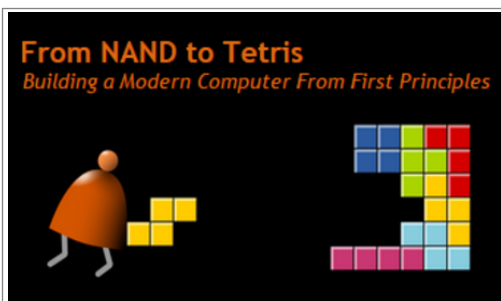 From NAND to Tetris
Building a Modern Computer From First Principles